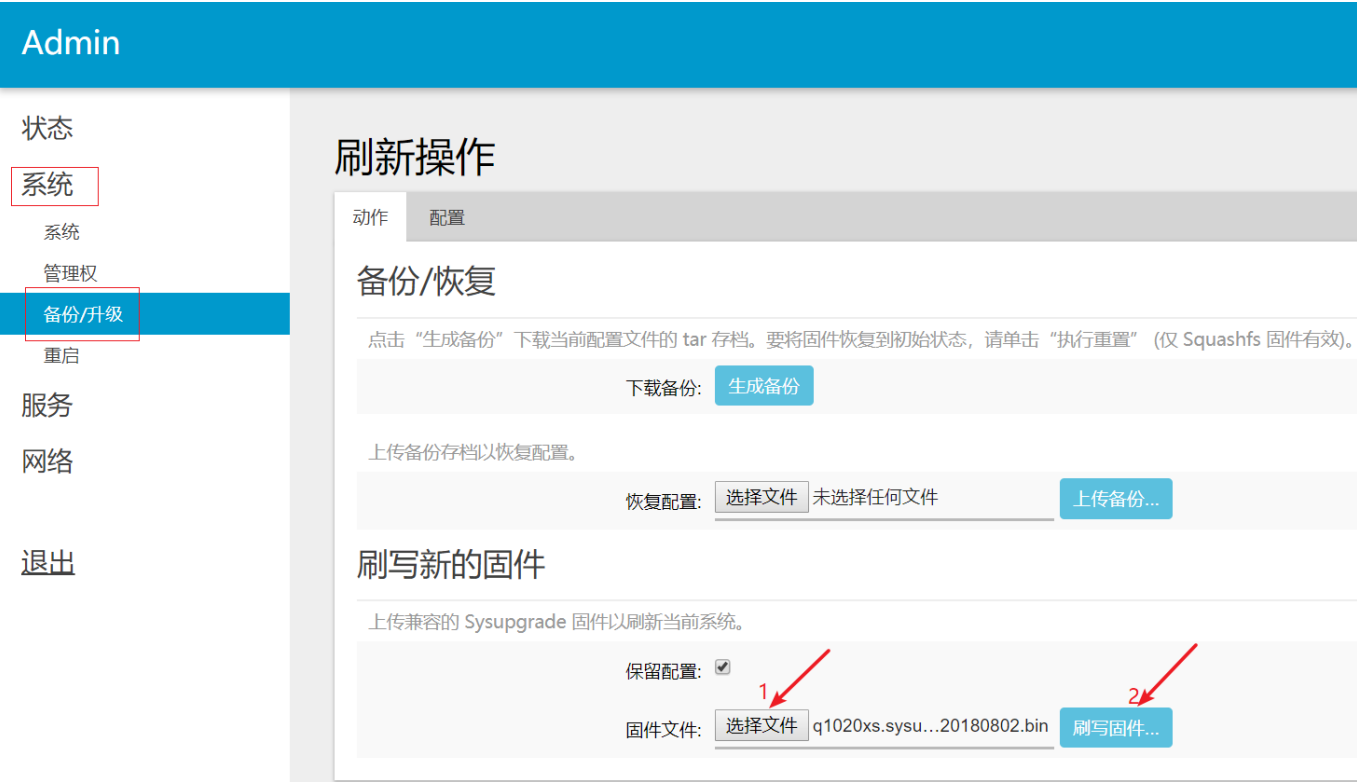 Admin
状态
系统
系统
管理权
备份/升级
重启
服务
网络
退出
刷新操作
动作 配置
备份/恢复
点击“生成备份”下载当前配置文件的 tar 存档。要将固件恢复到初始状态，请单击“执行重置” (仅 Squashfs 固件有效)。
下载备份: 生成备份
上传备份存档以恢复配置。
恢复配置: 选择文件 未选择任何文件 上传备份...
刷写新的固件
上传兼容的 Sysupgrade 固件以刷新当前系统。
保留配置:
1 2
固件文件: 选择文件 q1020xs.sysu...20180802.bin 刷写固件...